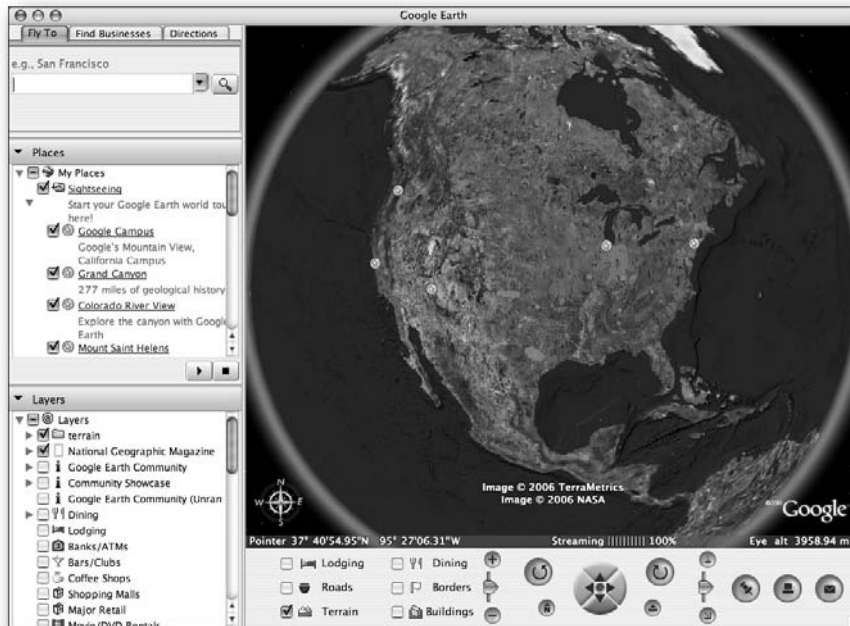 Google Earth
Fly To
Find Businesses
Directions
e.g., San Francisco
Places
My Places
Sightseeing
Start your Google Earth world tou
here!
Google Campus
Google's Mountain View,
California Campus
Grand Canyon
277 miles of geological history
Colorado River View
Explore the canyon with Googl
Earth
Mount Saint Helens
Layers
Layers
terrain
National Geographic Magazine
Google Earth Community
Community Showcase
Google Earth Community (Unran
Dining
Lodging
Banks/ATMs
Bars/Clubs
Coffee Shops
Shopping Malls
Major Retail
Movie/DVD Rentals
N
W E
S
Image © 2006 TerraMetrics
Image © 2006 NASA
Google
Pointer 37° 40'54.95"N 95° 27'06.31"W Streaming |||||||||| 100% Eye alt 3958.94 m
Lodging
Dining
Roads
Borders
Terrain
Buildings
N